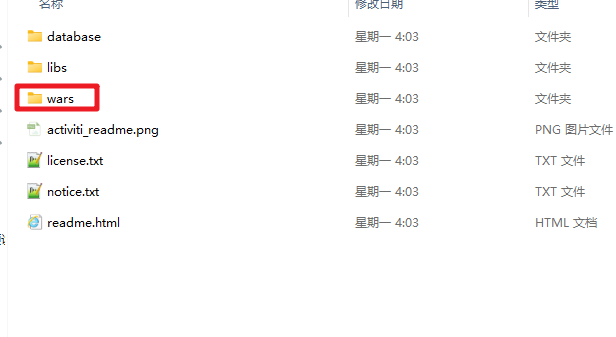 名称 修改日期 类型
database 星期一 4:03 文件夹
libs 星期一 4:03 文件夹
wars 星期一 4:03 文件夹
activiti_readme.png 星期一 4:03 PNG 图片文件
license.txt 星期一 4:03 TXT 文件
notice.txt 星期一 4:03 TXT 文件
readme.html 星期一 4:03 HTML 文档